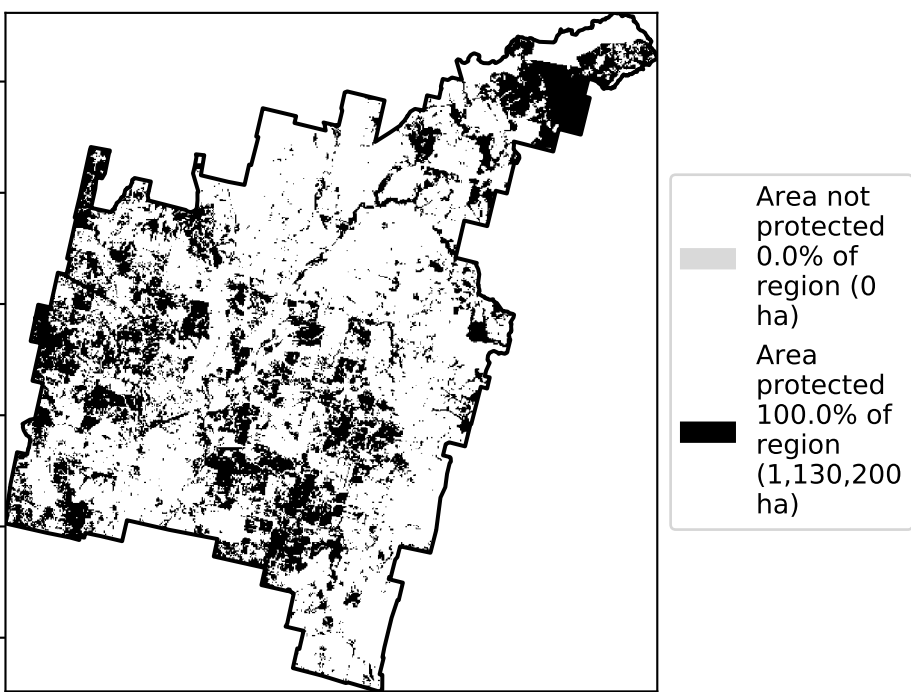 Area not
protected
0.0% of
region (0
ha)
Area
protected
100.0% of
region
(1,130,200
ha)